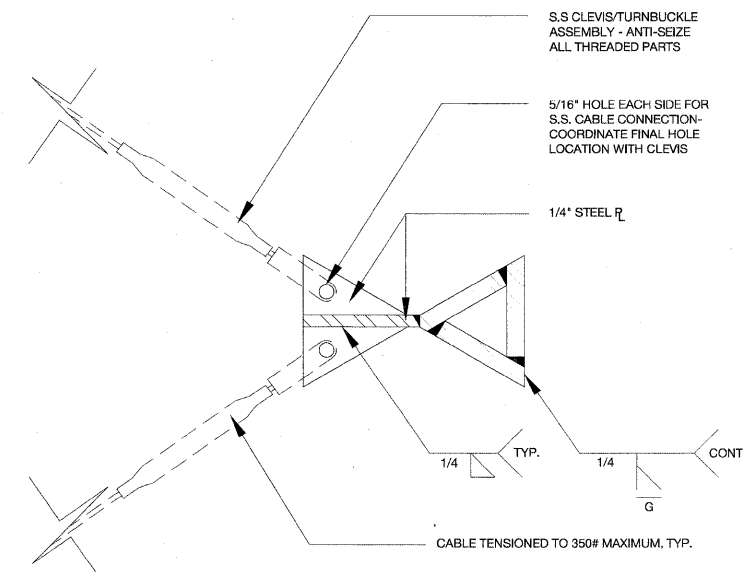 S.S CLEVIS/TURNBUCKLE
ASSEMBLY - ANTI-SEIZE
ALL THREADED PARTS
5/16" HOLE EACH SIDE FOR
S.S. CABLE CONNECTION-
COORDINATE FINAL HOLE
LOCATION WITH CLEVIS
1/4" STEEL ⅊
1/4 TYP.
1/4 CONT
G
CABLE TENSIONED TO 350# MAXIMUM, TYP.